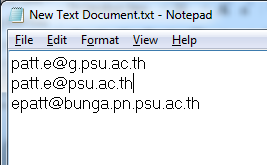 New Text Document.txt - Notepad
File Edit Format View Help
patt.e@g.psu.ac.th
patt.e@psu.ac.th
epatt@bunga.pn.psu.ac.th